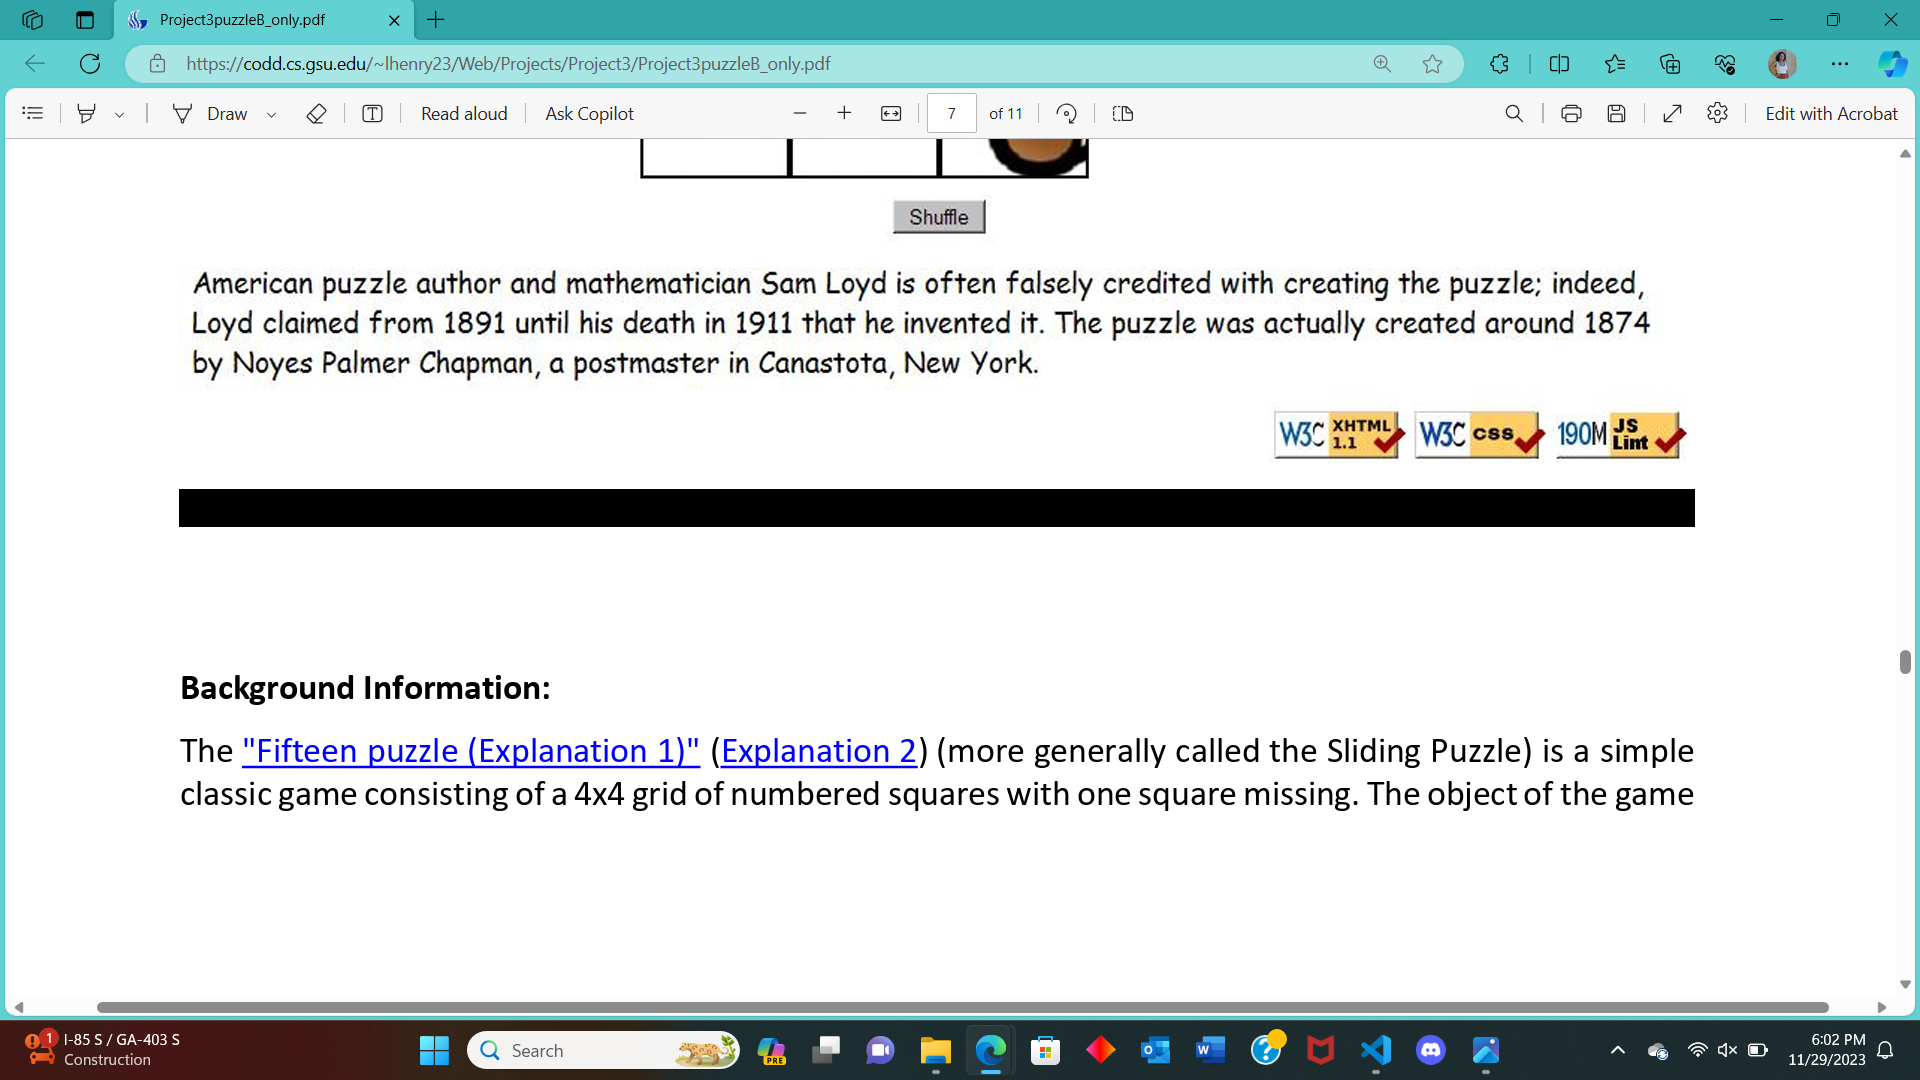 Project3puzzleB_only.pdf
https://codd.cs.gsu.edu/~lhenry23/Web/Projects/Project3/Project3puzzleB_only.pdf
Draw
Read aloud
Ask Copilot
7 of 11
Edit with Acrobat
Shuffle
American puzzle author and mathematician Sam Loyd is often falsely credited with creating the puzzle; indeed,
Loyd claimed from 1891 until his death in 1911 that he invented it. The puzzle was actually created around 1874
by Noyes Palmer Chapman, a postmaster in Canastota, New York.
W3C XHTML 1.1
W3C CSS
190M JS Lint
Background Information:
The "Fifteen puzzle (Explanation 1)" (Explanation 2) (more generally called the Sliding Puzzle) is a simple
classic game consisting of a 4x4 grid of numbered squares with one square missing. The object of the game
1
I-85 S / GA-403 S
Construction
Search
PRE
6:02 PM
11/29/2023